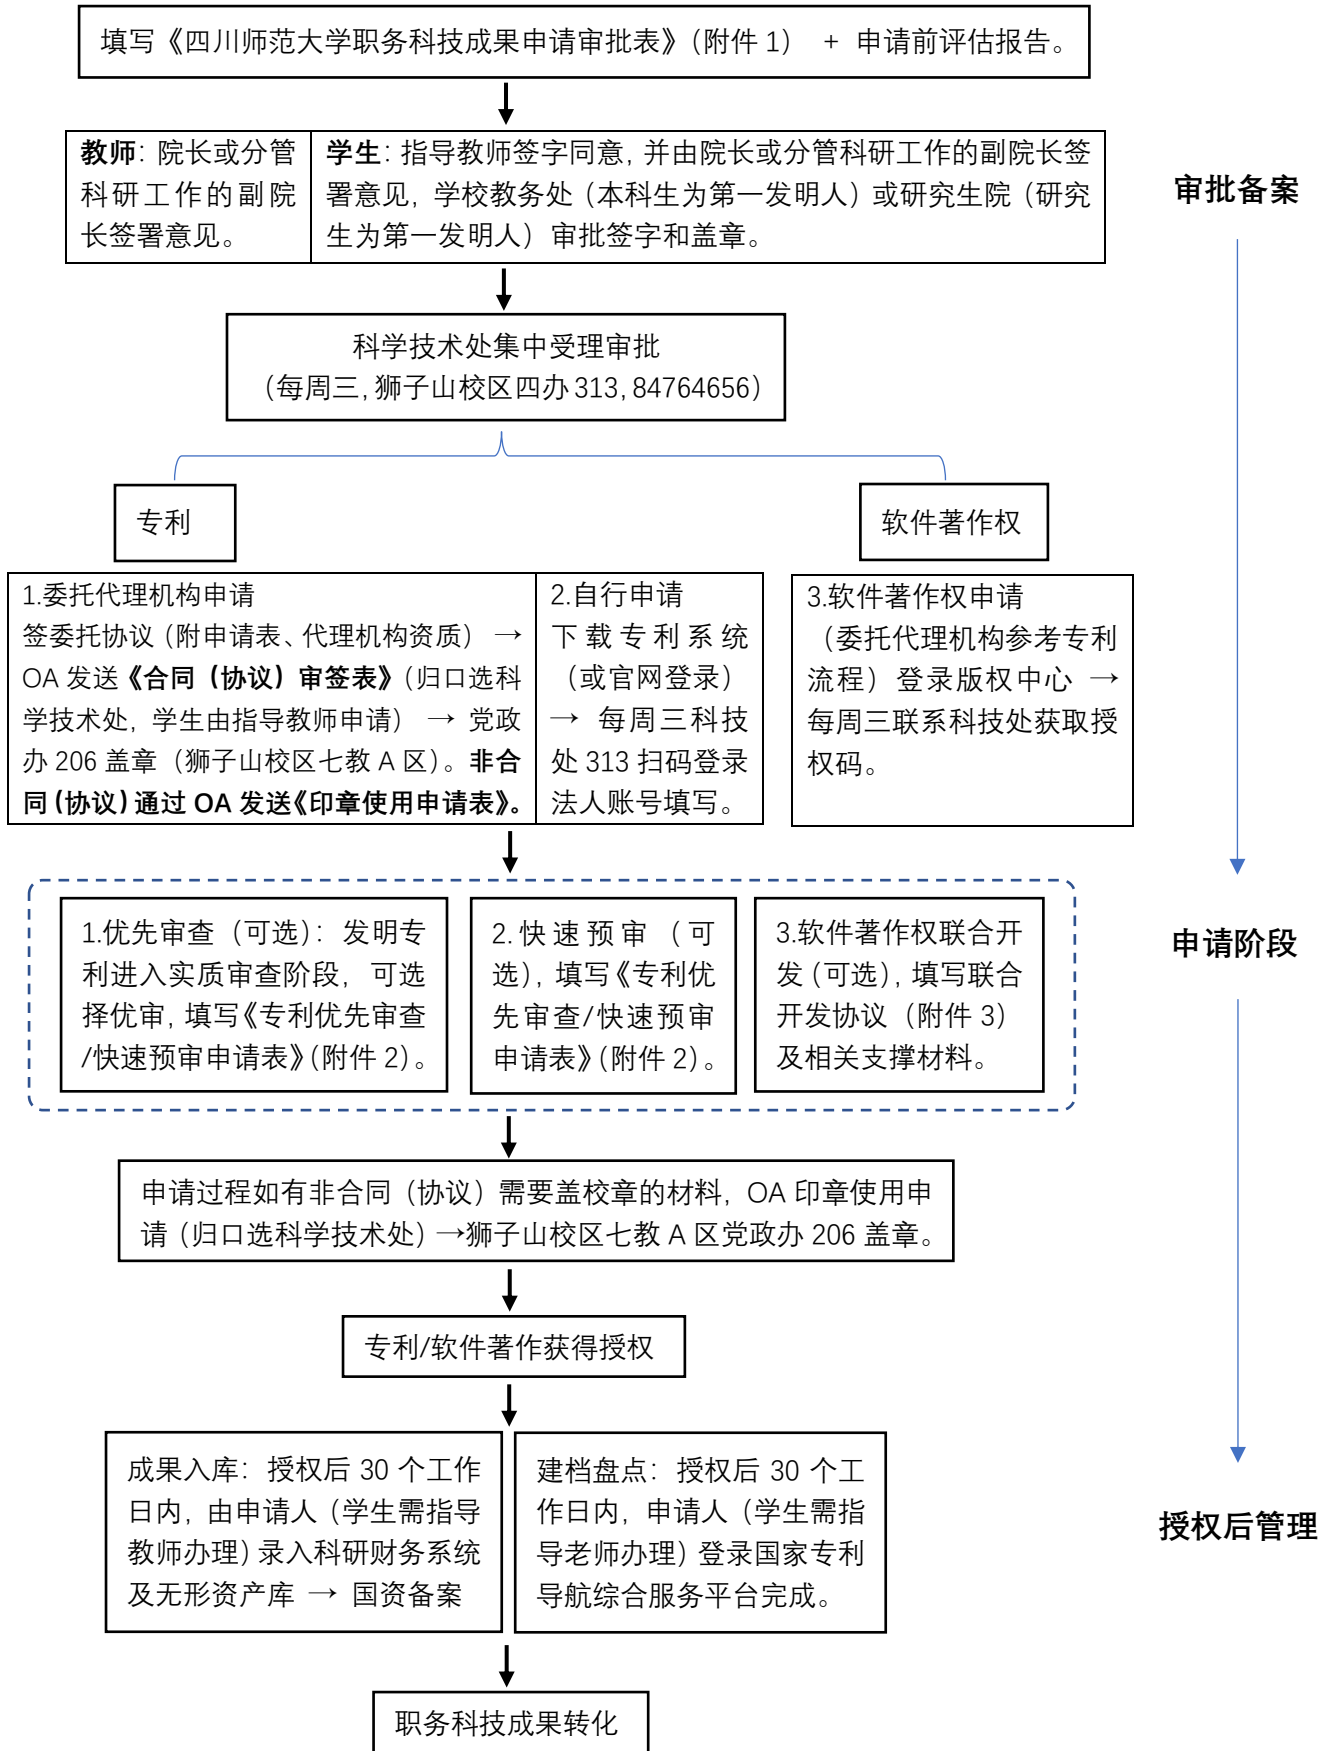 填写《四川师范大学职务科技成果申请审批表》（附件 1） + 申请前评估报告。
教师：院长或分管
科研工作的副院
长签署意见。
学生：指导教师签字同意，并由院长或分管科研工作的副院长签
署意见，学校教务处（本科生为第一发明人）或研究生院（研究
生为第一发明人）审批签字和盖章。
审批备案
科学技术处集中受理审批
（每周三，狮子山校区四办 313，84764656）
专利
软件著作权
1.委托代理机构申请
签委托协议（附申请表、代理机构资质）→
OA 发送《合同（协议）审签表》（归口选科
学技术处，学生由指导教师申请）→ 党政
办 206 盖章（狮子山校区七教 A 区）。非合
同（协议）通过 OA 发送《印章使用申请表》。
2.自行申请
下载专利系统
（或官网登录）
→ 每周三科技
处 313 扫码登录
法人账号填写。
3.软件著作权申请
（委托代理机构参考专利
流程）登录版权中心 →
每周三联系科技处获取授
权码。
1.优先审查（可选）：发明专
利进入实质审查阶段，可选
择优审，填写《专利优先审查
/快速预审申请表》（附件 2）。
2.快速预审（可
选），填写《专利优
先审查/快速预审
申请表》（附件 2）。
3.软件著作权联合开
发（可选），填写联合
开发协议（附件 3）
及相关支撑材料。
申请阶段
申请过程如有非合同（协议）需要盖校章的材料，OA 印章使用申
请（归口选科学技术处）→狮子山校区七教 A 区党政办 206 盖章。
专利/软件著作获得授权
成果入库：授权后 30 个工作
日内，由申请人（学生需指导
教师办理）录入科研财务系统
及无形资产库 → 国资备案
建档盘点：授权后 30 个工
作日内，申请人（学生需指
导老师办理）登录国家专利
导航综合服务平台完成。
授权后管理
职务科技成果转化